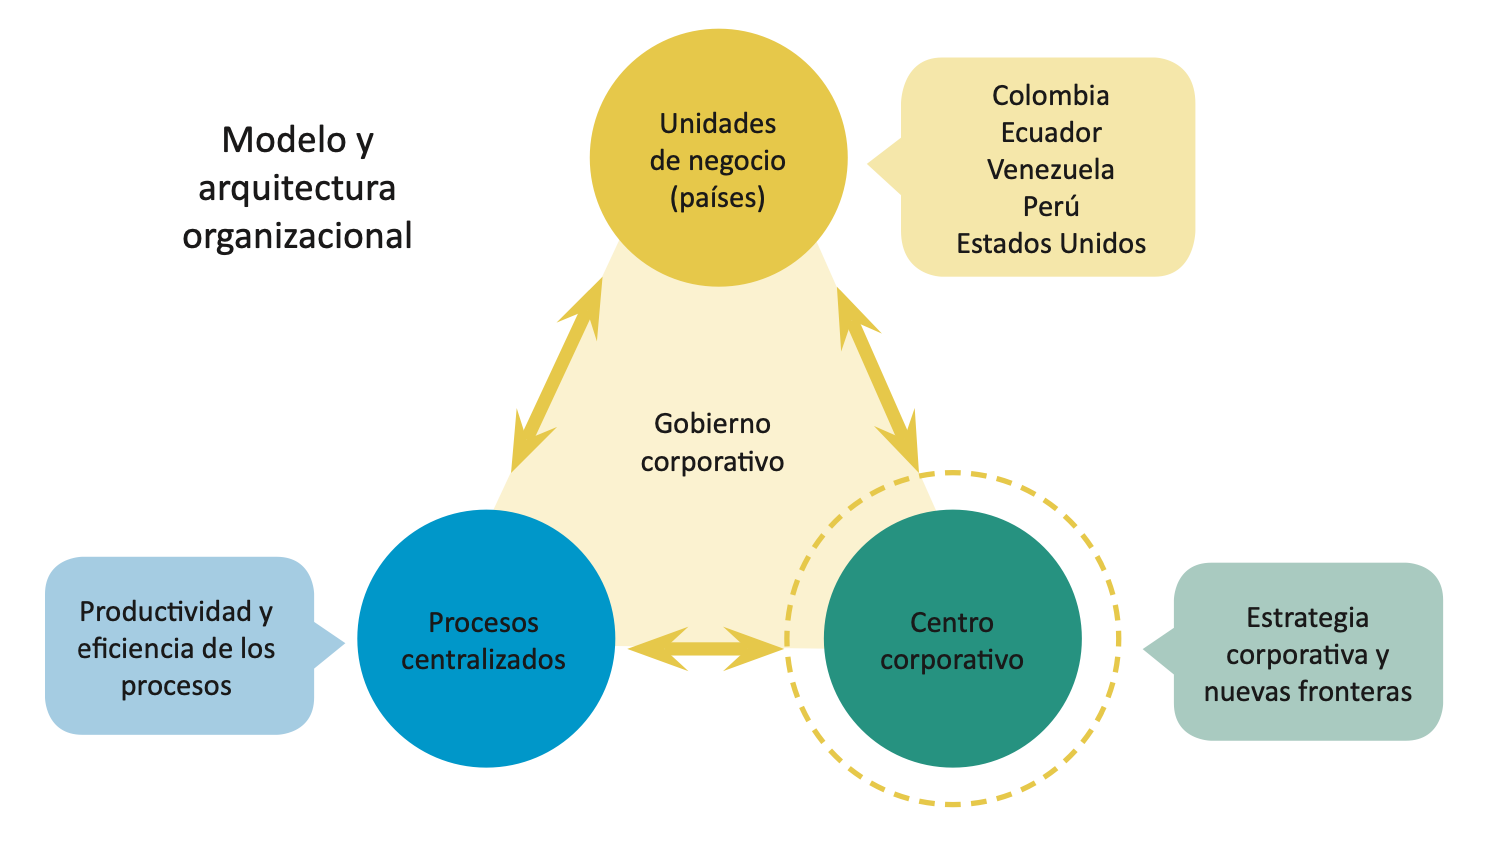 Modelo y
arquitectura
organizacional
Unidades
de negocio
(países)
Colombia
Ecuador
Venezuela
Perú
Estados Unidos
Gobierno
corporativo
Productividad y
eficiencia de los
procesos
Procesos
centralizados
Centro
corporativo
Estrategia
corporativa y
nuevas fronteras